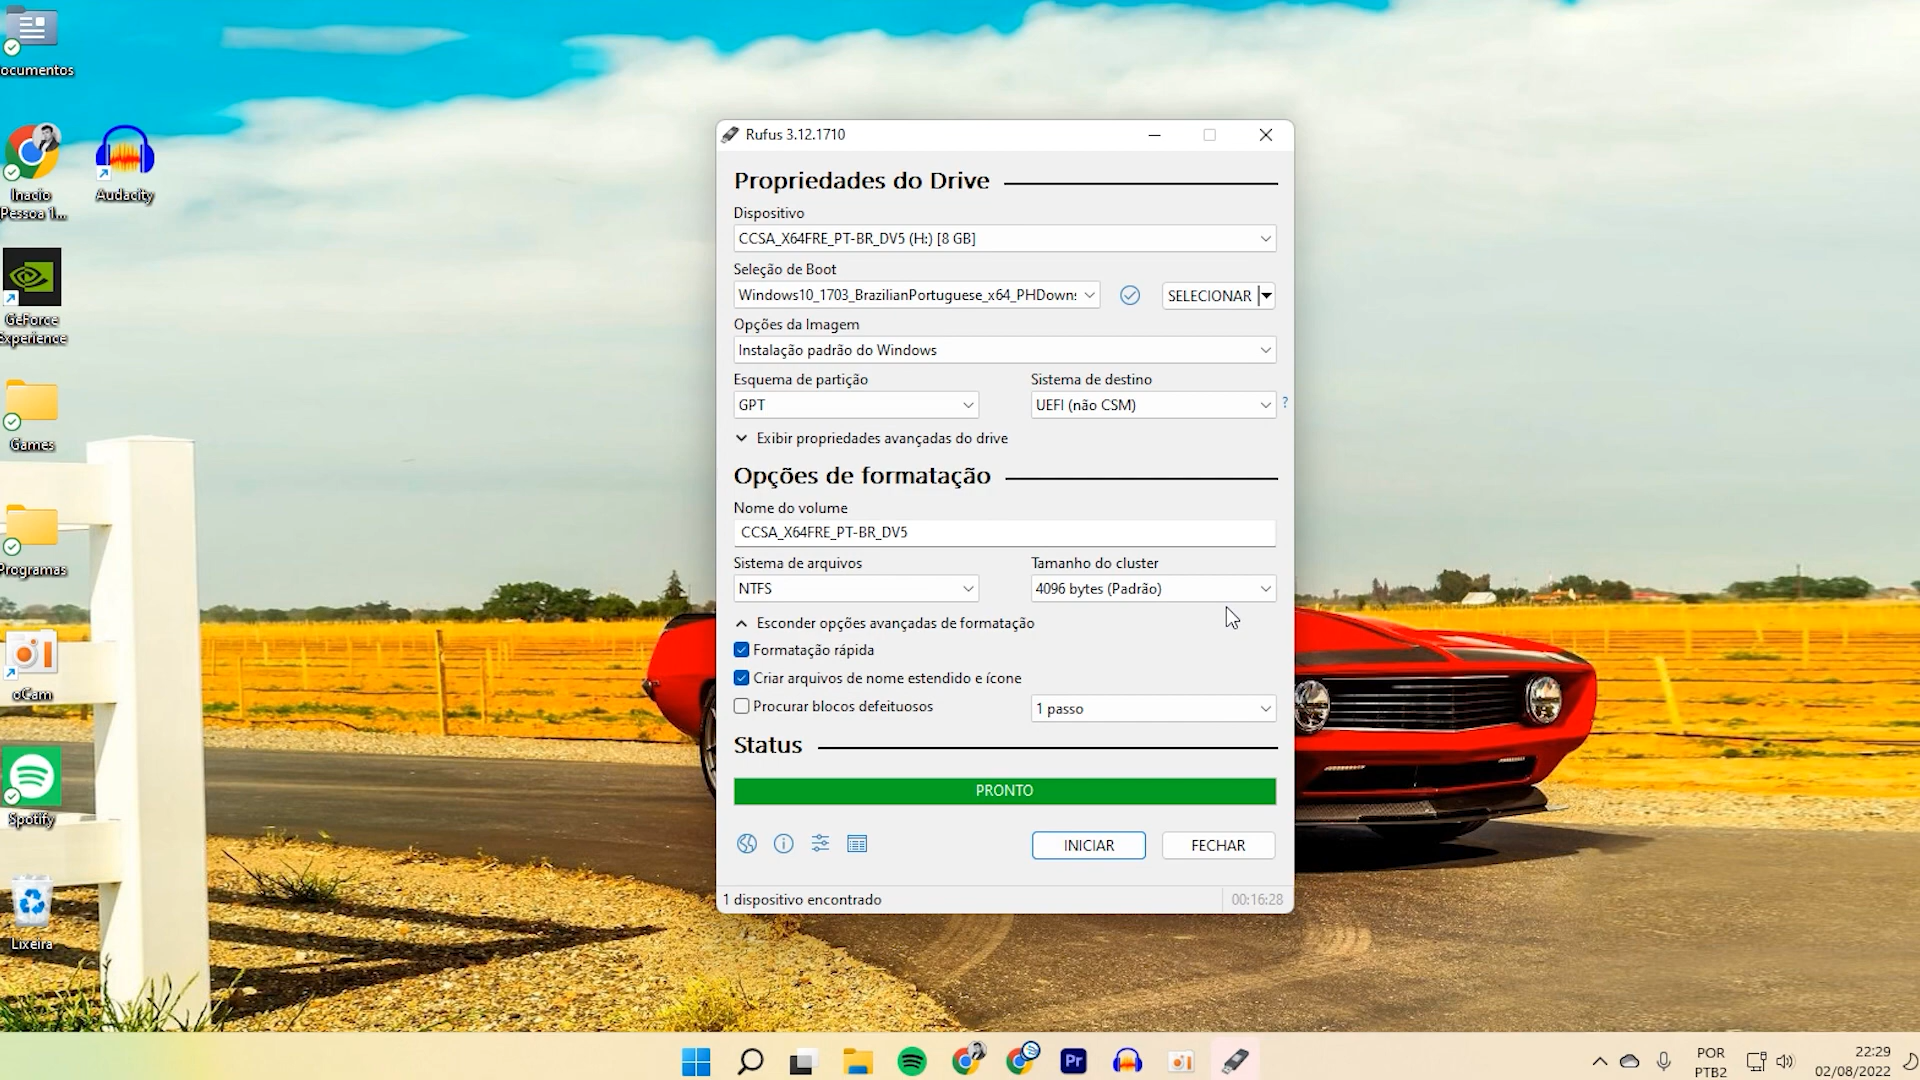 ocumentos
Inacio
Pessoa 1...
Audacity
GeForce
Experience
Games
Programas
oCam
Spotify
Lixeira
Rufus 3.12.1710
Propriedades do Drive
Dispositivo
CCSA_X64FRE_PT-BR_DV5 (H:) [8 GB]
Seleção de Boot
Windows10_1703_BrazilianPortuguese_x64_PHDown
SELECIONAR
Opções da Imagem
Instalação padrão do Windows
Esquema de partição
Sistema de destino
GPT
UEFI (não CSM)
?
Exibir propriedades avançadas do drive
Opções de formatação
Nome do volume
CCSA_X64FRE_PT-BR_DV5
Sistema de arquivos
Tamanho do cluster
NTFS
4096 bytes (Padrão)
Esconder opções avançadas de formatação
Formatação rápida
Criar arquivos de nome estendido e ícone
Procurar blocos defeituosos
1 passo
Status
PRONTO
INICIAR
FECHAR
1 dispositivo encontrado
00:16:28
Pr
POR
PTB2
22:29
02/08/2022